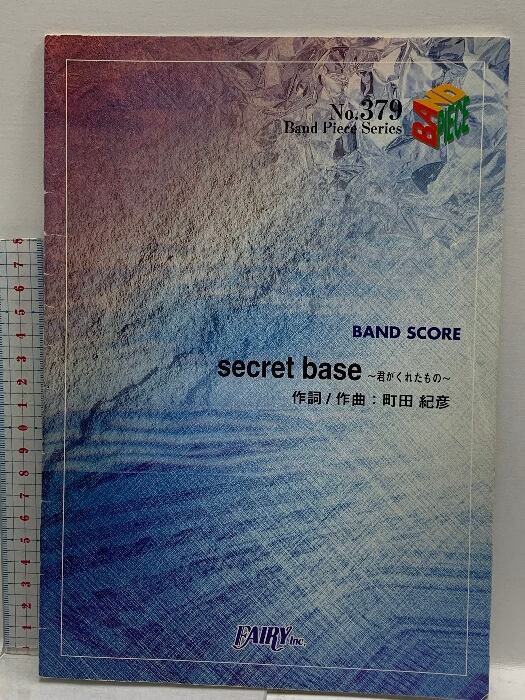 No.379
Band Piece Series
BAND PIECE
BAND SCORE
secret base ~君がくれたもの~
作詞 / 作曲 : 町田 紀彦
FAIRY Inc.